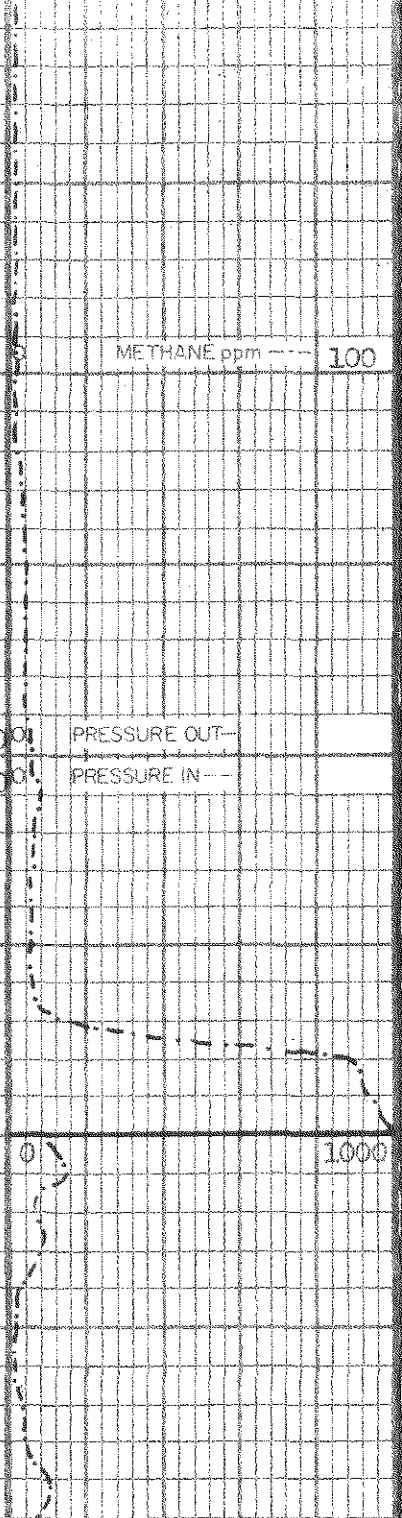 METHANE ppm ---- 100
PRESSURE OUT—
PRESSURE IN ----
0 1000